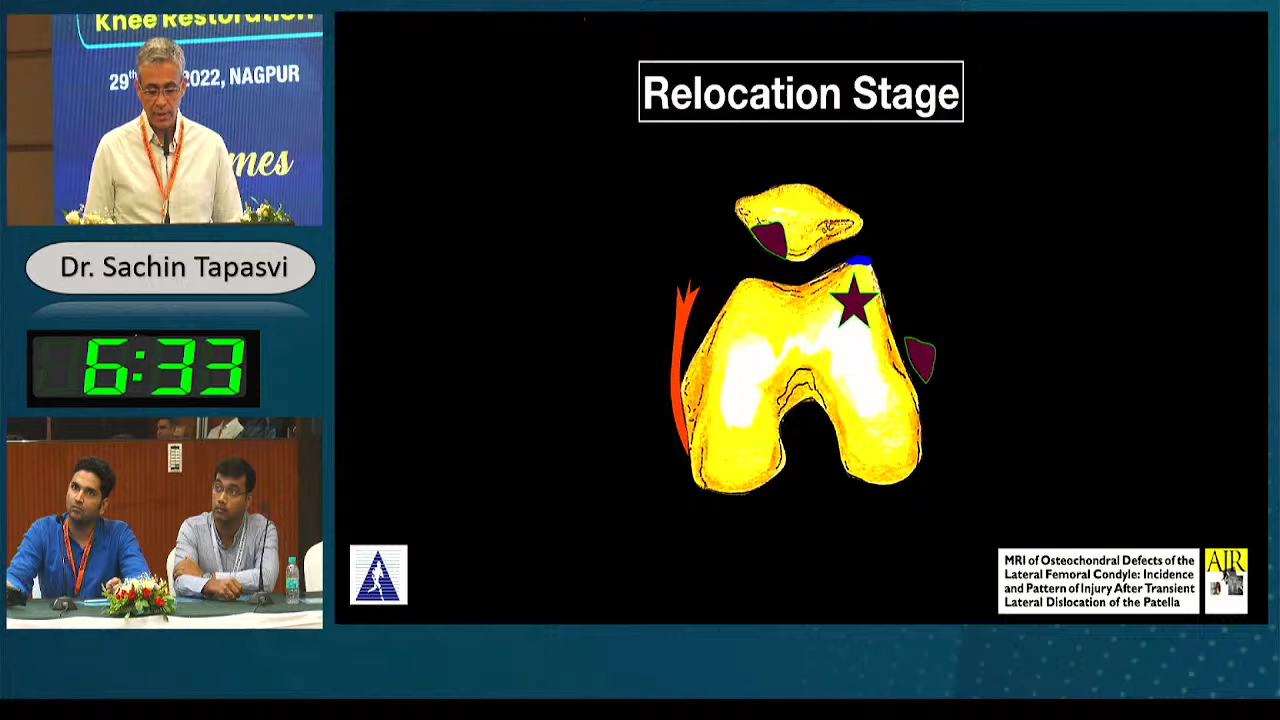 Knee Restoration
29th 2022, NAGPUR
mes
Dr. Sachin Tapasvi
6:33
Relocation Stage
MRI of Osteochondral Defects of the
Lateral Femoral Condyle: Incidence
and Pattern of Injury After Transient
Lateral Dislocation of the Patella
AJR